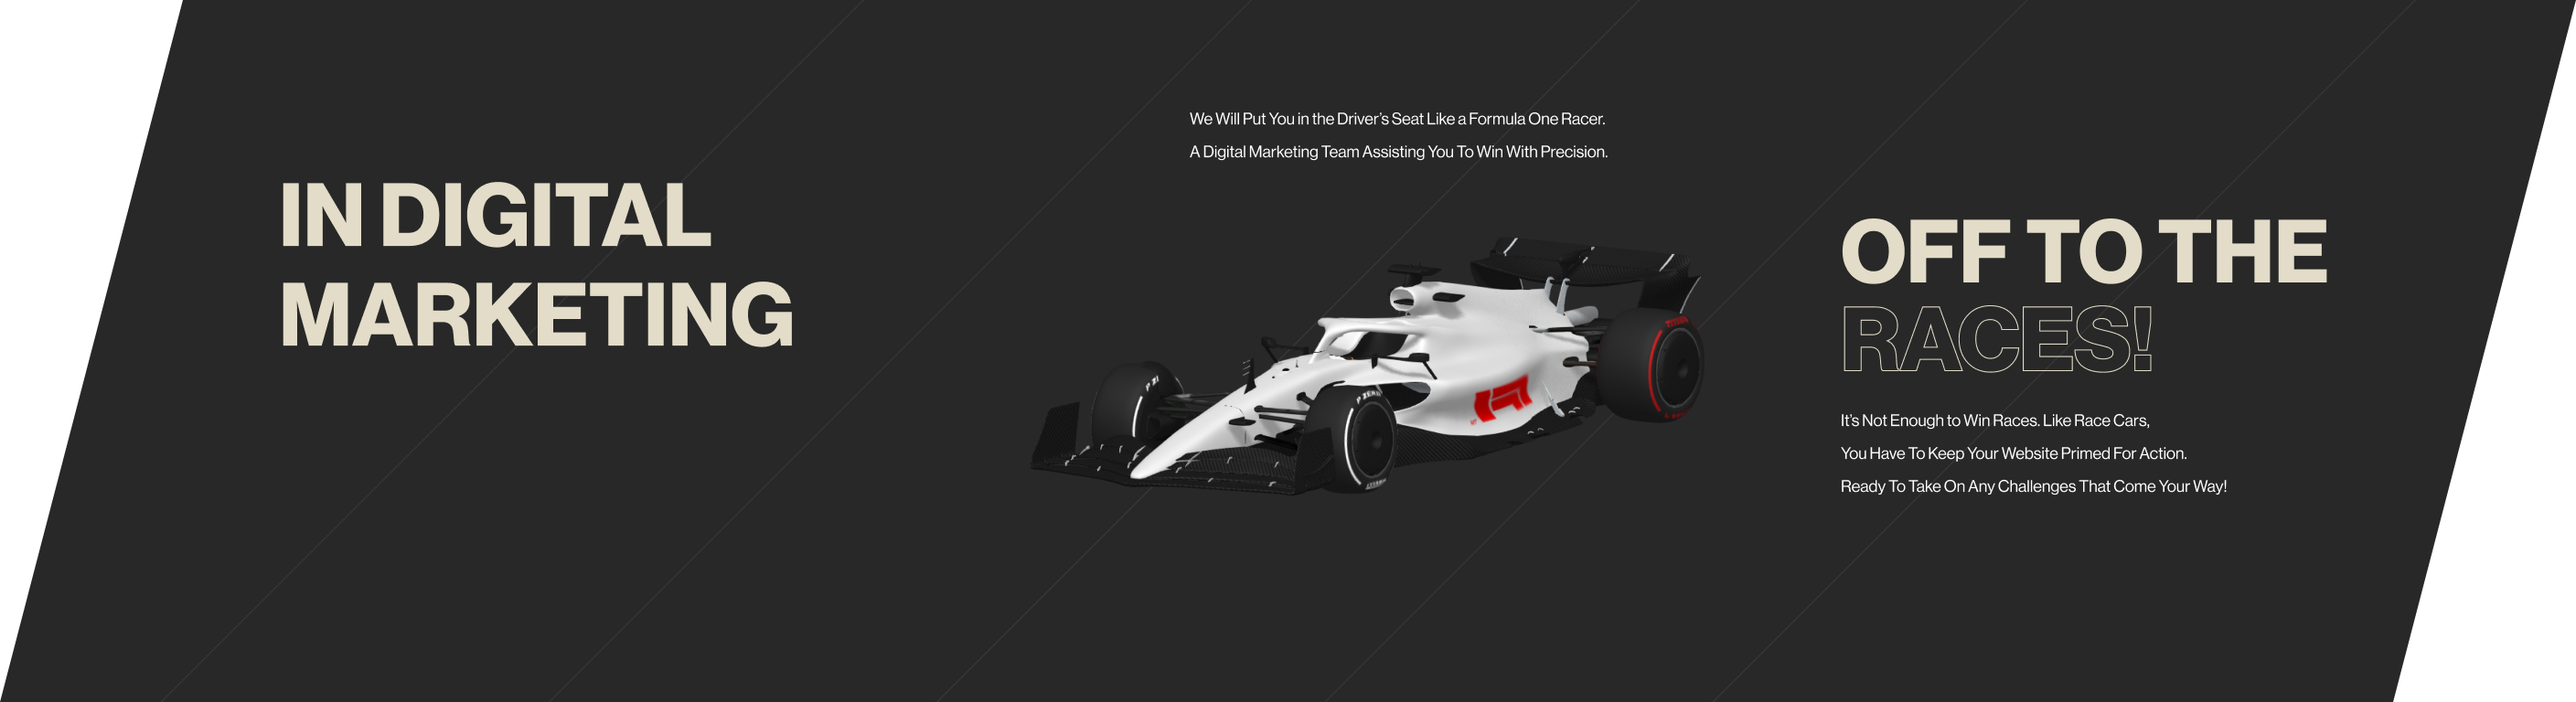 IN DIGITAL
MARKETING
We Will Put You in the Driver's Seat Like a Formula One Racer.
A Digital Marketing Team Assisting You To Win With Precision.
OFF TO THE
RACES!
It's Not Enough to Win Races. Like Race Cars,
You Have To Keep Your Website Primed For Action.
Ready To Take On Any Challenges That Come Your Way!